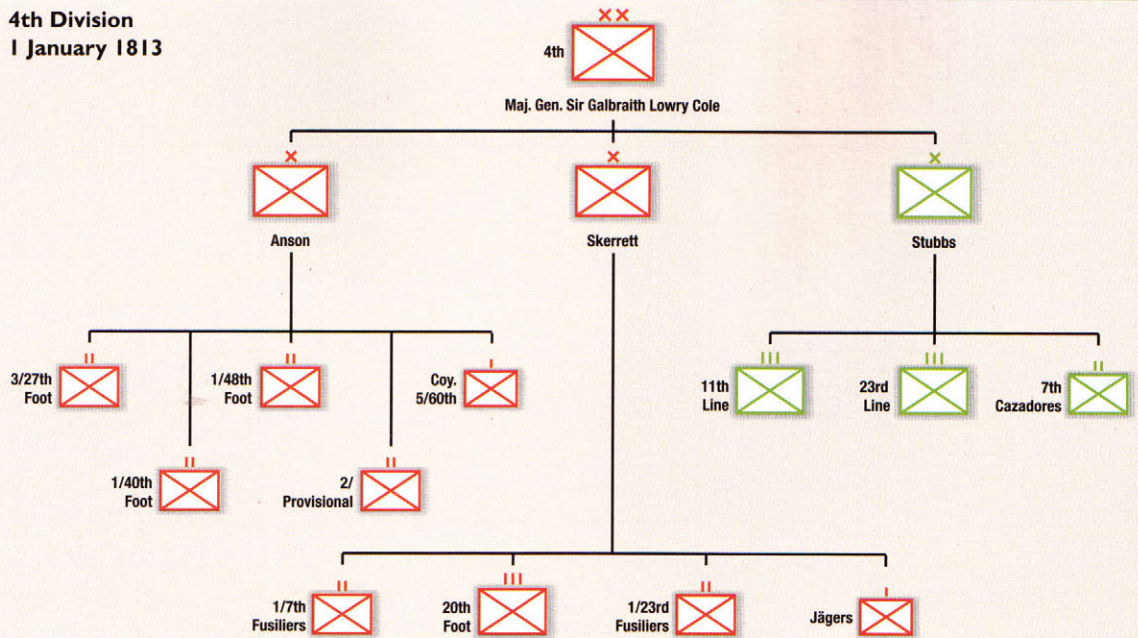 4th Division
1 January 1813
4th
Maj. Gen. Sir Galbraith Lowry Cole
Anson
Skerrett
Stubbs
3/27th
Foot
1/48th
Foot
Coy.
5/60th
11th
Line
23rd
Line
7th
Cazadores
1/40th
Foot
2/
Provisional
1/7th
Fusiliers
20th
Foot
1/23rd
Fusiliers
Jägers